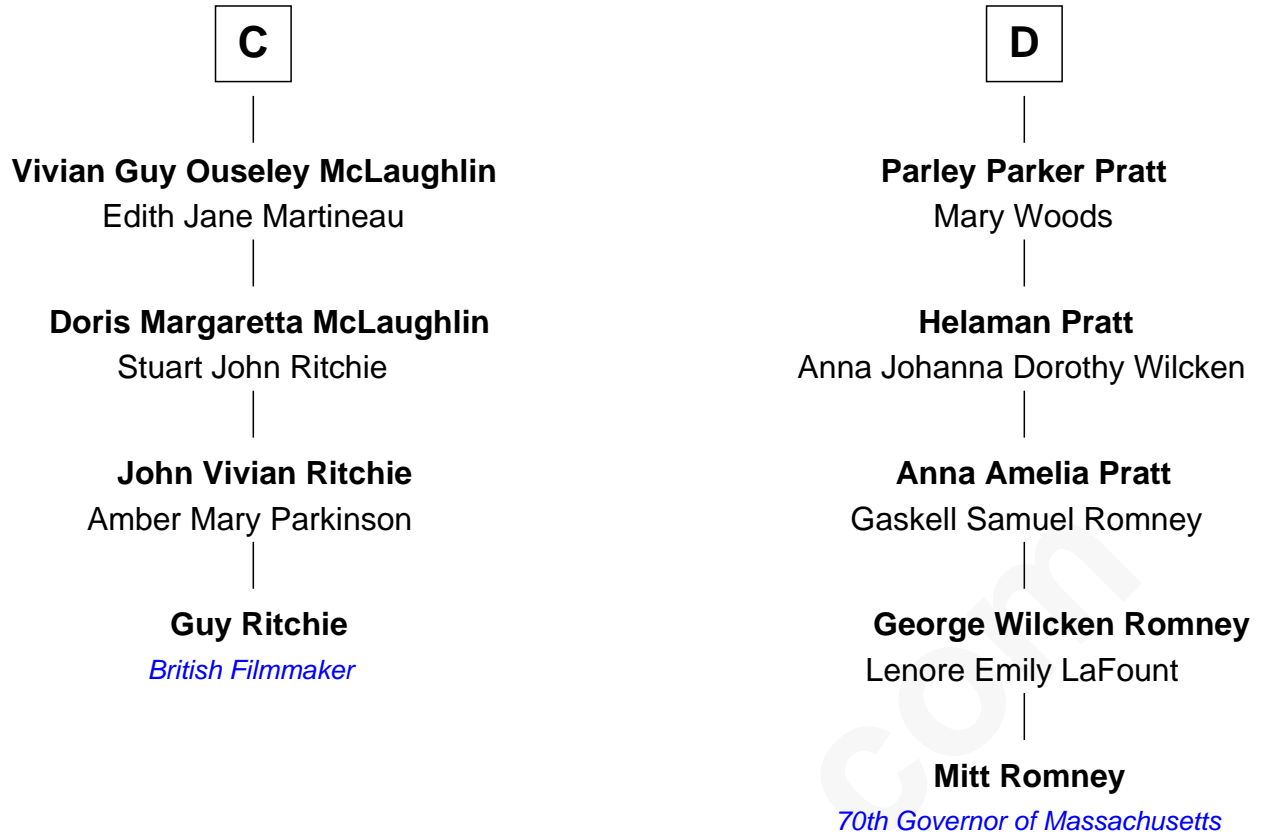 C
Vivian Guy Ouseley McLaughlin
Edith Jane Martineau
Doris Margaretta McLaughlin
Stuart John Ritchie
John Vivian Ritchie
Amber Mary Parkinson
Guy Ritchie
British Filmmaker
D
Parley Parker Pratt
Mary Woods
Helaman Pratt
Anna Johanna Dorothy Wilcken
Anna Amelia Pratt
Gaskell Samuel Romney
George Wilcken Romney
Lenore Emily LaFount
Mitt Romney
70th Governor of Massachusetts
com